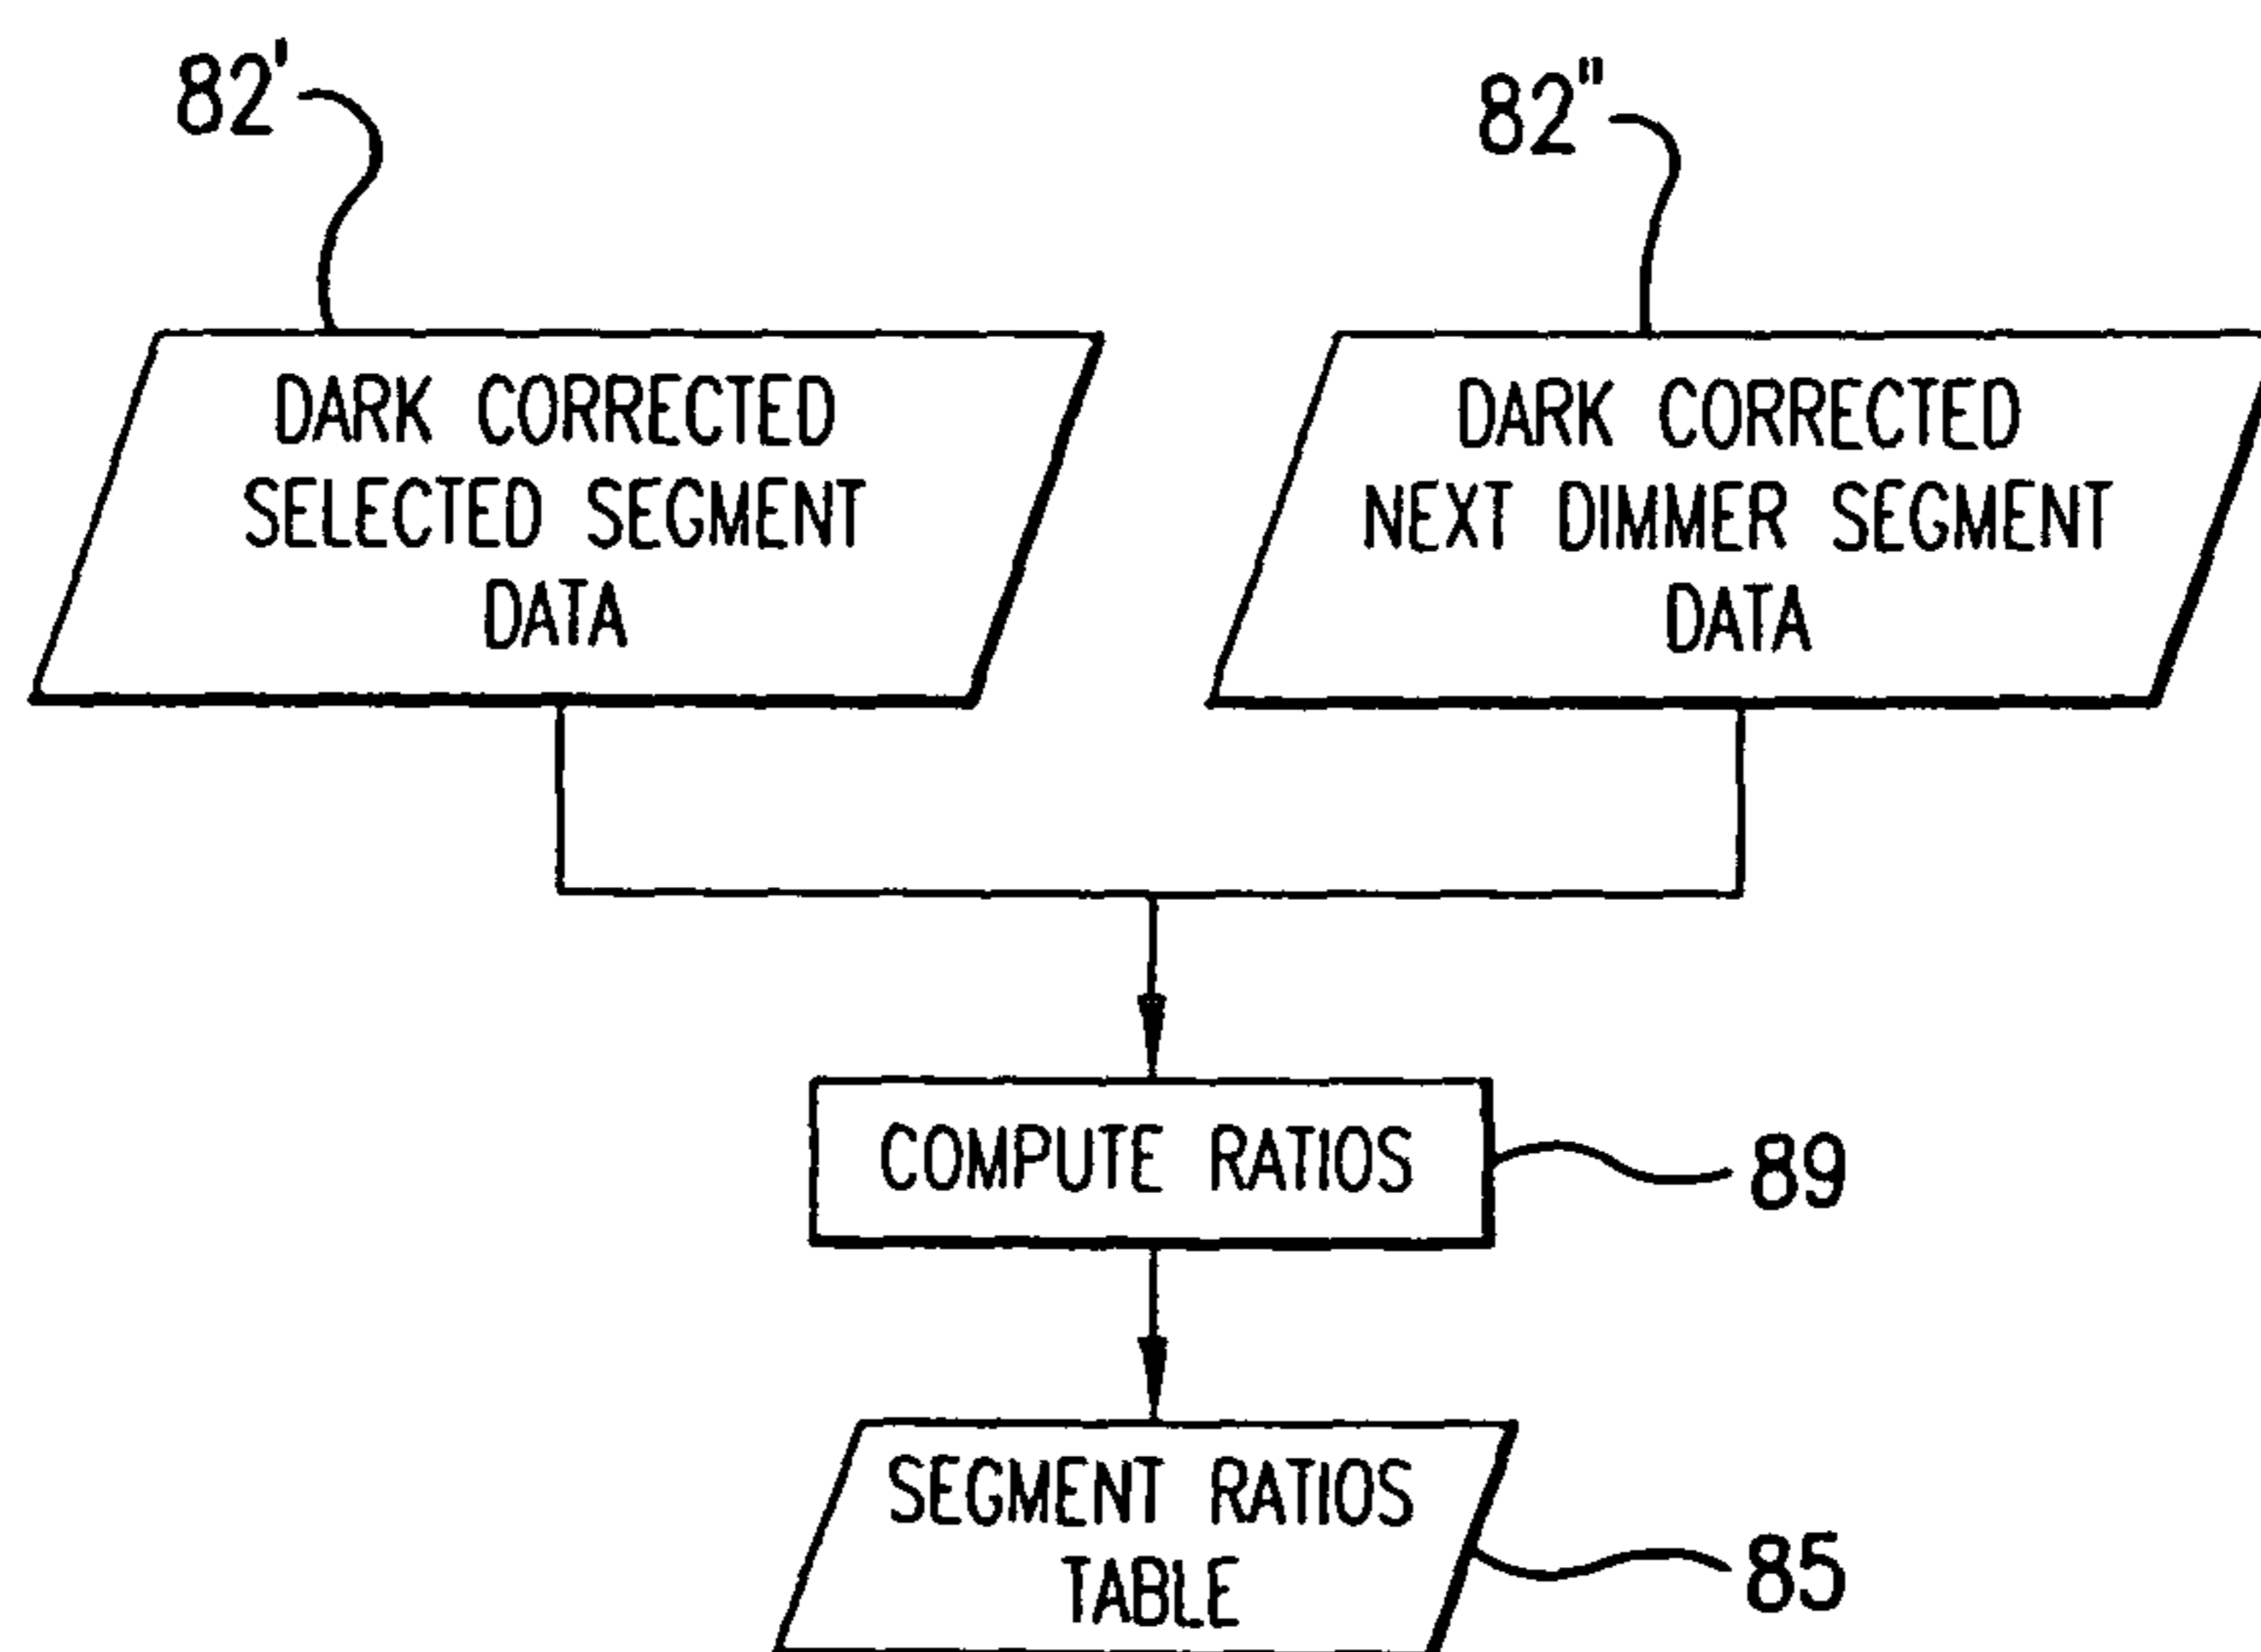 82'
82"
DARK CORRECTED
SELECTED SEGMENT
DATA
DARK CORRECTED
NEXT DIMMER SEGMENT
DATA
COMPUTE RATIOS
89
SEGMENT RATIOS
TABLE
85